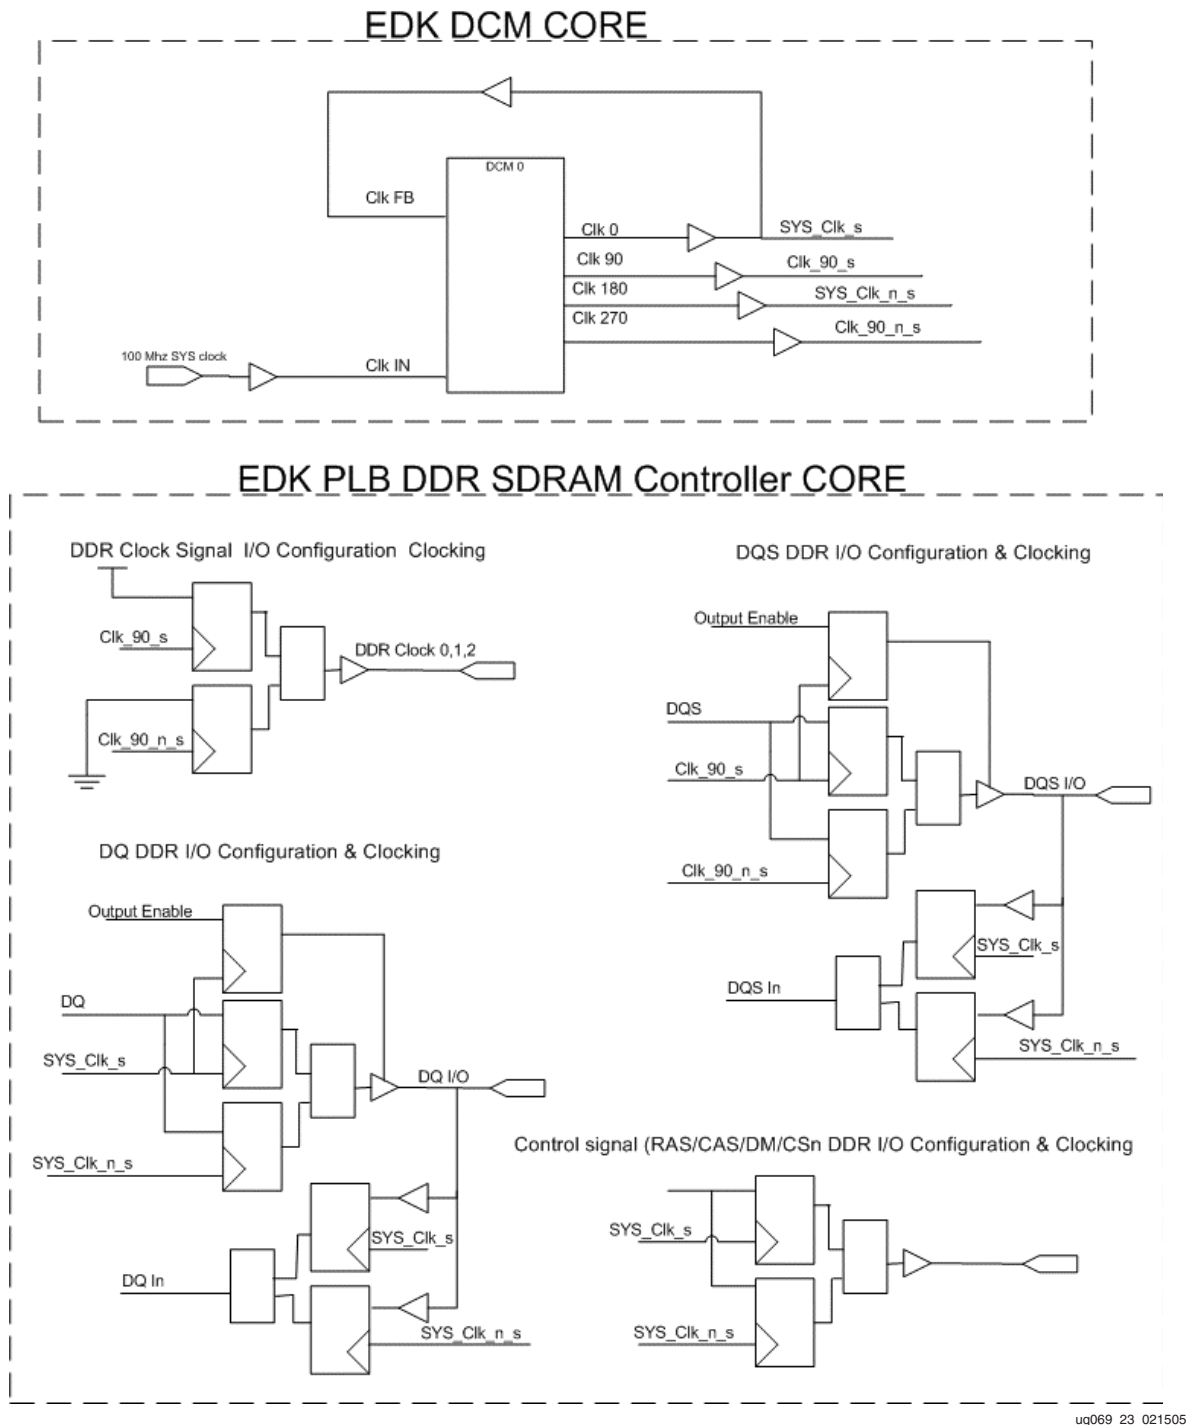 EDK DCM CORE
DCM 0
Clk FB
Clk 0
SYS_Clk_s
Clk 90
Clk_90_s
Clk 180
SYS_Clk_n_s
Clk 270
Clk_90_n_s
100 Mhz SYS clock
Clk IN
EDK PLB DDR SDRAM Controller CORE
DDR Clock Signal I/O Configuration Clocking
Clk_90_s
DDR Clock 0,1,2
Clk_90_n_s
DQS DDR I/O Configuration & Clocking
Output Enable
DQS
Clk_90_s
DQS I/O
Clk_90_n_s
SYS_Clk_s
DQS In
SYS_Clk_n_s
DQ DDR I/O Configuration & Clocking
Output Enable
DQ
SYS_Clk_s
DQ I/O
SYS_Clk_n_s
SYS_Clk_s
DQ In
SYS_Clk_n_s
Control signal (RAS/CAS/DM/CSn DDR I/O Configuration & Clocking
SYS_Clk_s
SYS_Clk_n_s
ug069_23_021505